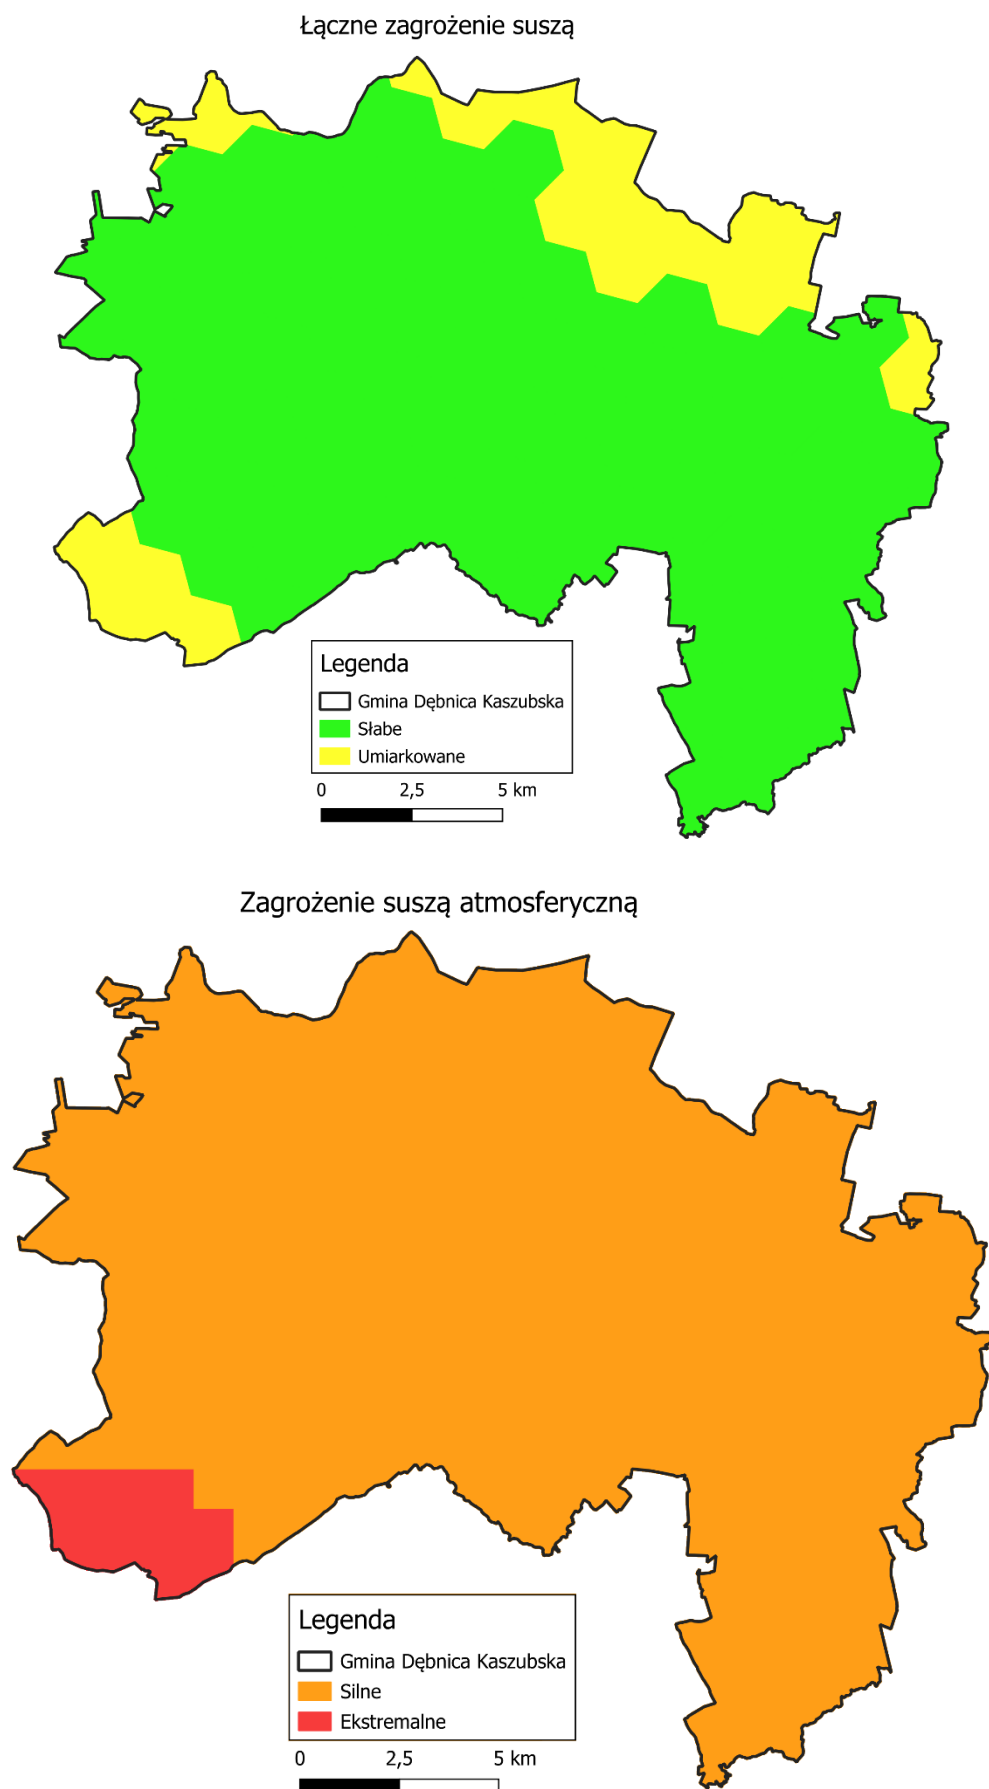 Łączne zagrożenie suszą
Legenda
Gmina Dębnica Kaszubska
Słabe
Umiarkowane
0 2,5 5 km
Zagrożenie suszą atmosferyczną
Legenda
Gmina Dębnica Kaszubska
Silne
Ekstremalne
0 2,5 5 km